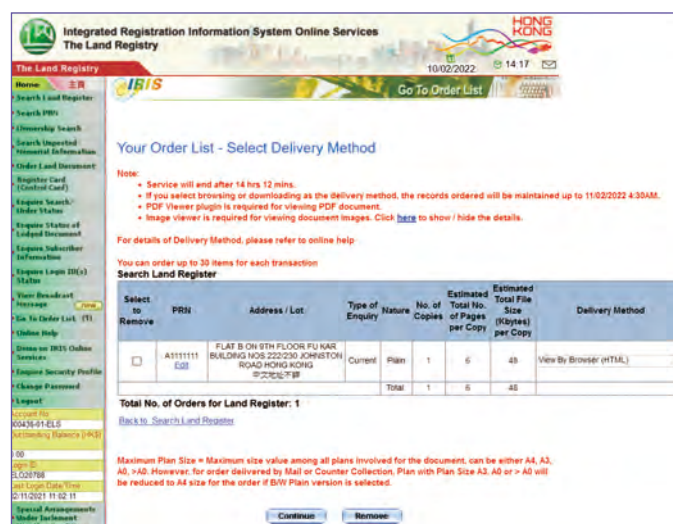 Integrated Registration Information System Online Services
The Land Registry
HONG
KONG
The Land Registry
10/02/2022
14:17
Home 主頁
IRIS
Go To Order List
Search Land Register
Search PRN
Ownership Search
Search Unposted
Memorial Information
Order Land Document
Register Card
(Control Card)
Enquire Search/
Order Status
Enquire Status of
Lodged Document
Enquire Subscriber
Information
Enquire Login ID(s)
Status
View Broadcast
Message new
Go To Order List (1)
Online Help
Demo on IRIS Online
Services
Enquire Security Profile
Change Password
Logout
Account No
000436-01-ELS
Outstanding Balance (HK$)
Login ID
Last Login Date/Time
2/11/2021 11:02:11
Special Arrangements
Under Inclement
Your Order List - Select Delivery Method
Note:
• Service will end after 14 hrs 12 mins.
• If you select browsing or downloading as the delivery method, the records ordered will be maintained up to 11/02/2022 4:30AM.
• PDF Viewer plugin is required for viewing PDF document.
• Image viewer is required for viewing document images. Click here to show / hide the details.
For details of Delivery Method, please refer to online help
You can order up to 30 items for each transaction
Search Land Register
Select to Remove PRN Address / Lot Type of Enquiry Nature No. of Copies Estimated Total No. of Pages per Copy Estimated Total File Size (Kbytes) per Copy Delivery Method
A1111111 Edit FLAT B ON 9TH FLOOR FU KAR BUILDING NOS 222/230 JOHNSTON ROAD HONG KONG 中文地址不詳 Current Plain 1 6 48 View By Browser (HTML)
Total 1 6 48
Total No. of Orders for Land Register: 1
Back to Search Land Register
Maximum Plan Size = Maximum size value among all plans involved for the document, can be either A4, A3,
A0, >A0. However, for order delivered by Mail or Counter Collection, Plan with Plan Size A3, A0 or > A0 will
be reduced to A4 size for the order if B/W Plain version is selected.
Continue Remove